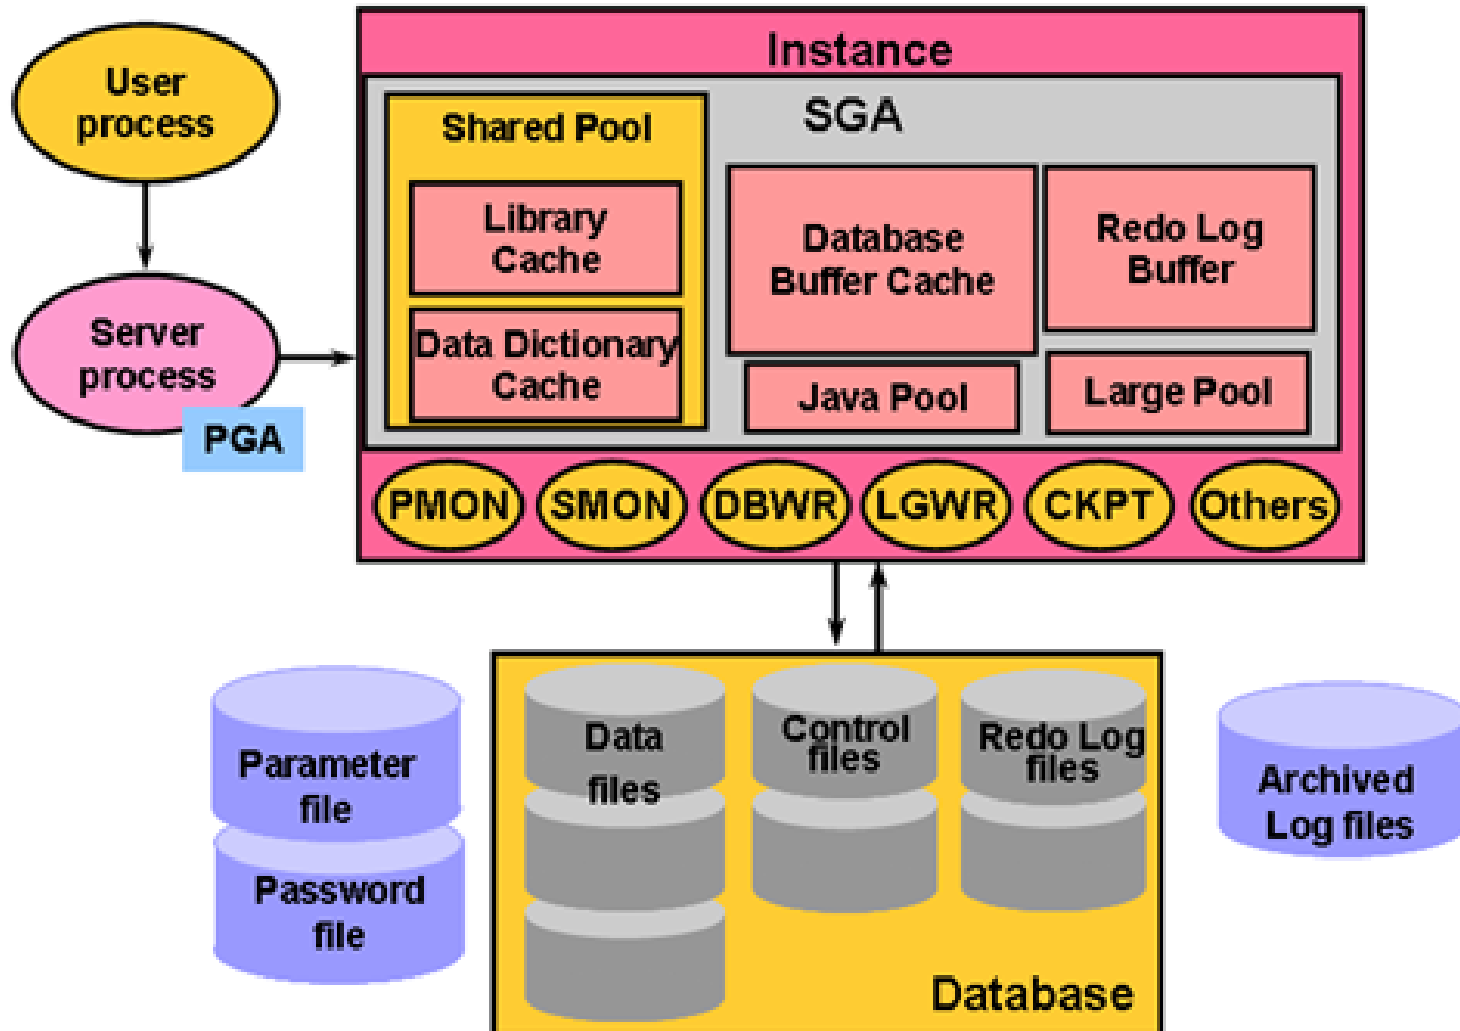 User
process
Server
process
PGA
Instance
SGA
Shared Pool
Library
Cache
Data Dictionary
Cache
Database
Buffer Cache
Redo Log
Buffer
Java Pool
Large Pool
PMON
SMON
DBWR
LGWR
CKPT
Others
Parameter
file
Password
file
Data
files
Control
files
Redo Log
files
Database
Archived
Log files